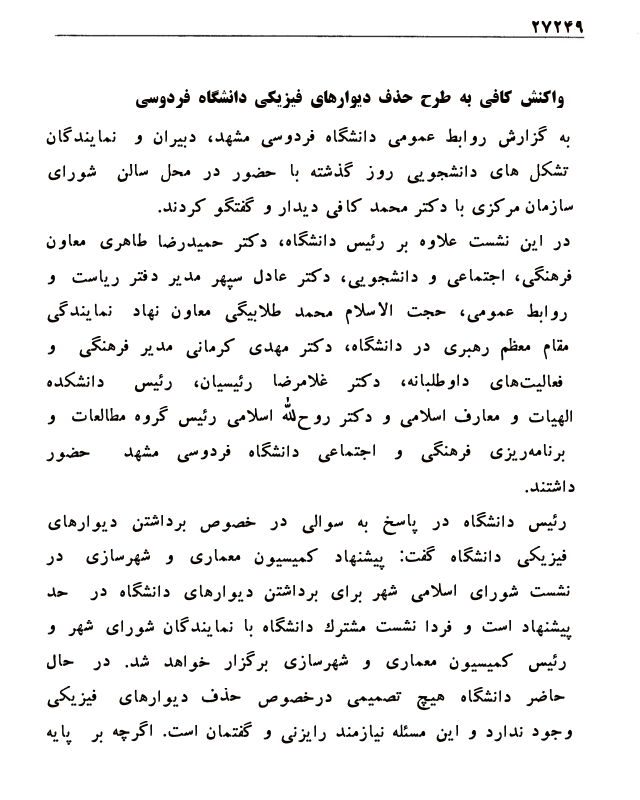 ۲۷۲۴۹
واکنش کافی به طرح حذف دیوارهای فیزیکی دانشگاه فردوسی
به گزارش روابط عمومی دانشگاه فردوسی مشهد، دبیران و نمایندگان
تشکل های دانشجویی روز گذشته با حضور در محل سالن شورای
سازمان مرکزی با دکتر محمد کافی دیدار و گفتگو کردند.
در این نشست علاوه بر رئیس دانشگاه، دکتر حمیدرضا طاهری معاون
فرهنگی، اجتماعی و دانشجویی، دکتر عادل سپهر مدیر دفتر ریاست و
روابط عمومی، حجت الاسلام محمد طلابیگی معاون نهاد نمایندگی
مقام معظم رهبری در دانشگاه، دکتر مهدی کرمانی مدیر فرهنگی و
فعالیت‌های داوطلبانه، دکتر غلامرضا رئیسیان، رئیس دانشکده
الهیات و معارف اسلامی و دکتر روح‌الله اسلامی رئیس گروه مطالعات و
برنامه‌ریزی فرهنگی و اجتماعی دانشگاه فردوسی مشهد حضور
داشتند.
رئیس دانشگاه در پاسخ به سوالی در خصوص برداشتن دیوارهای
فیزیکی دانشگاه گفت: پیشنهاد کمیسیون معماری و شهرسازی در
نشست شورای اسلامی شهر برای برداشتن دیوارهای دانشگاه در حد
پیشنهاد است و فردا نشست مشترك دانشگاه با نمایندگان شورای شهر و
رئیس کمیسیون معماری و شهرسازی برگزار خواهد شد. در حال
حاضر دانشگاه هیچ تصمیمی درخصوص حذف دیوارهای فیزیکی
وجود ندارد و این مسئله نیازمند رایزنی و گفتمان است. اگرچه بر پایه